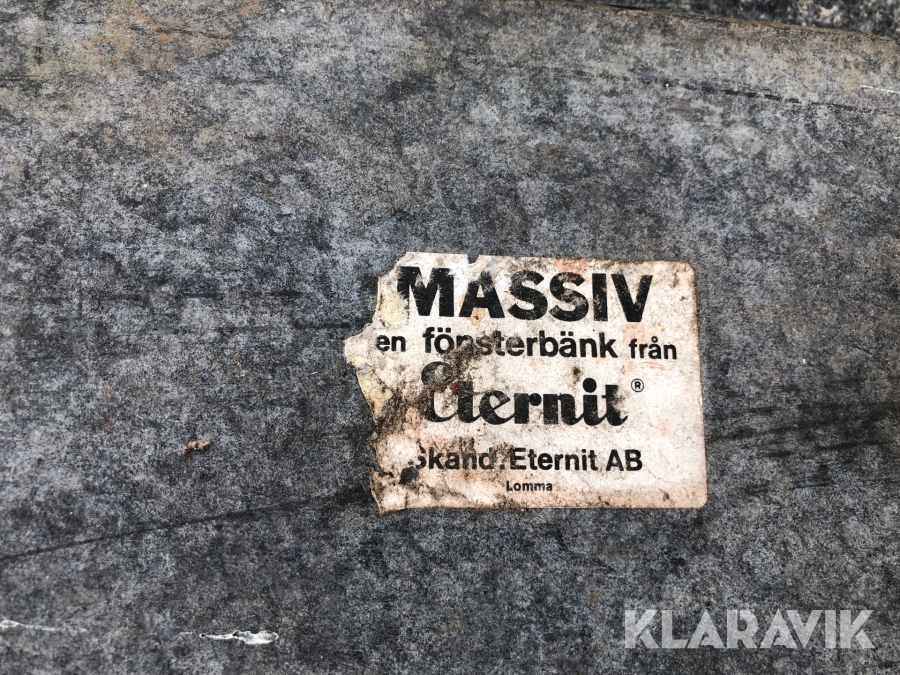 MASSIV
en fönsterbänk från
Eternit®
Skand. Eternit AB
Lomma
KLARAVIK